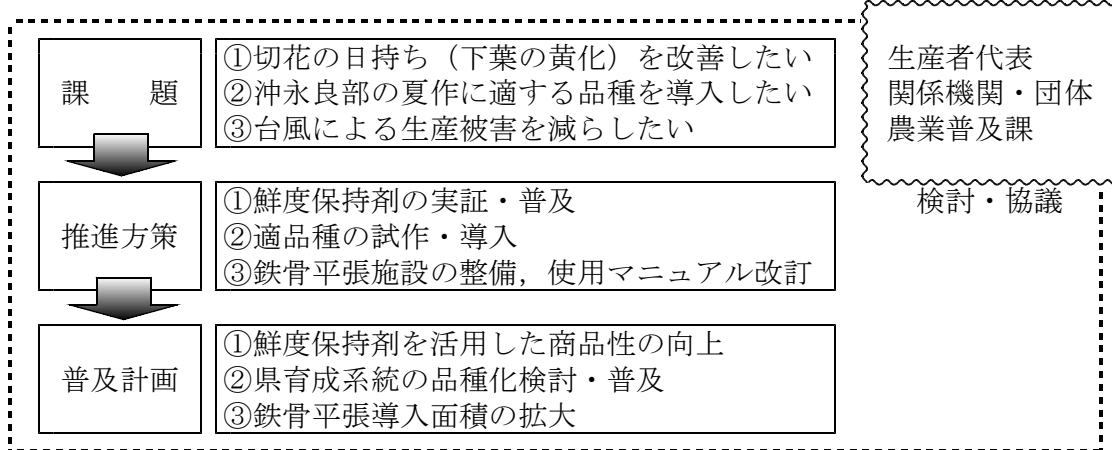 課　　題
①切花の日持ち（下葉の黄化）を改善したい
②沖永良部の夏作に適する品種を導入したい
③台風による生産被害を減らしたい
生産者代表
関係機関・団体
農業普及課
検討・協議
推進方策
①鮮度保持剤の実証・普及
②適品種の試作・導入
③鉄骨平張施設の整備，使用マニュアル改訂
普及計画
①鮮度保持剤を活用した商品性の向上
②県育成系統の品種化検討・普及
③鉄骨平張導入面積の拡大